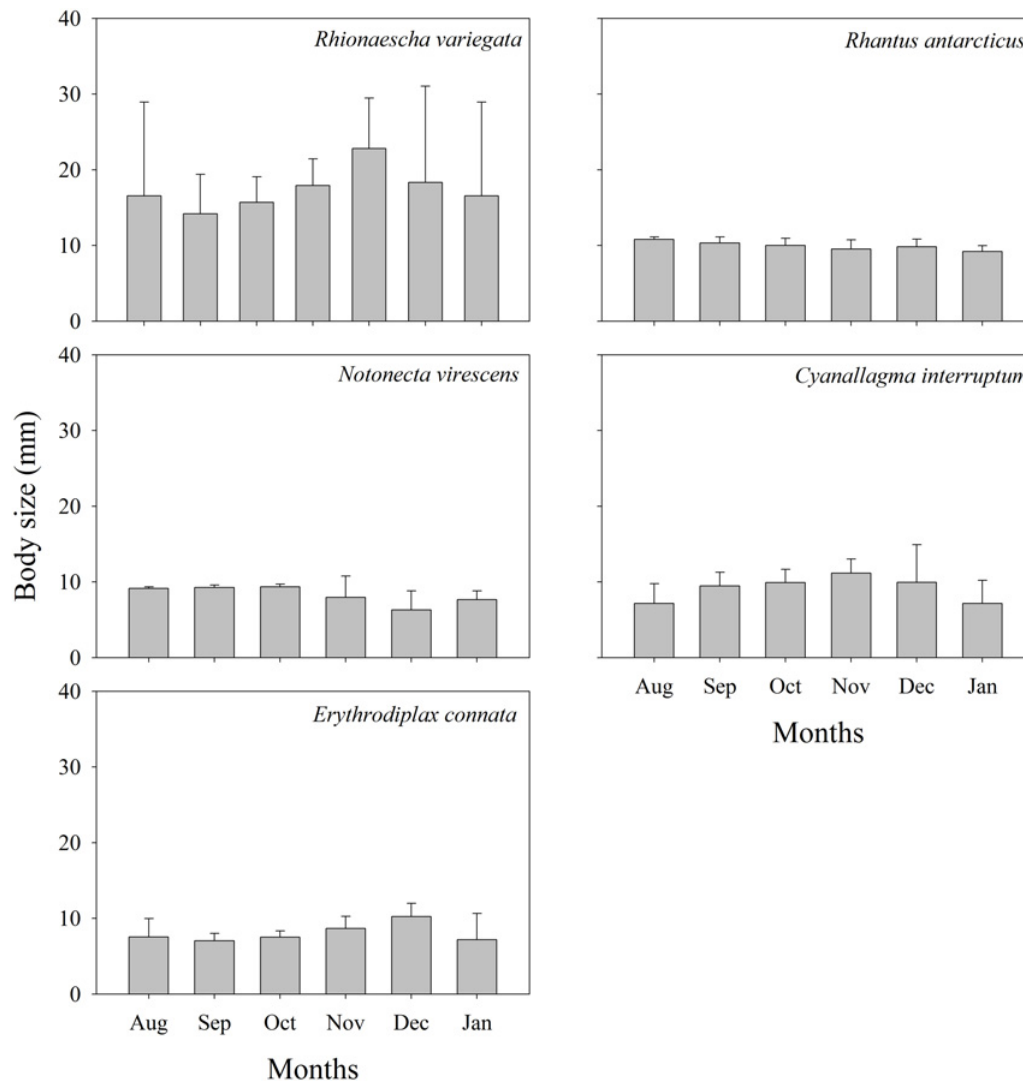 40
30
20
10
0
Rhionaescha variegata
Rhantus antarcticus
40
30
20
10
0
Notonecta virescens
Cyanallagma interruptum
Body size (mm)
Aug Sep Oct Nov Dec Jan
Months
40
30
20
10
0
Erythrodiplax connata
Aug Sep Oct Nov Dec Jan
Months